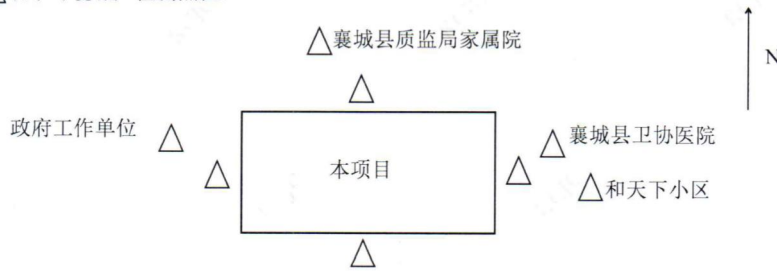 △襄城县质监局家属院
N
政府工作单位
本项目
襄城县卫协医院
和天下小区